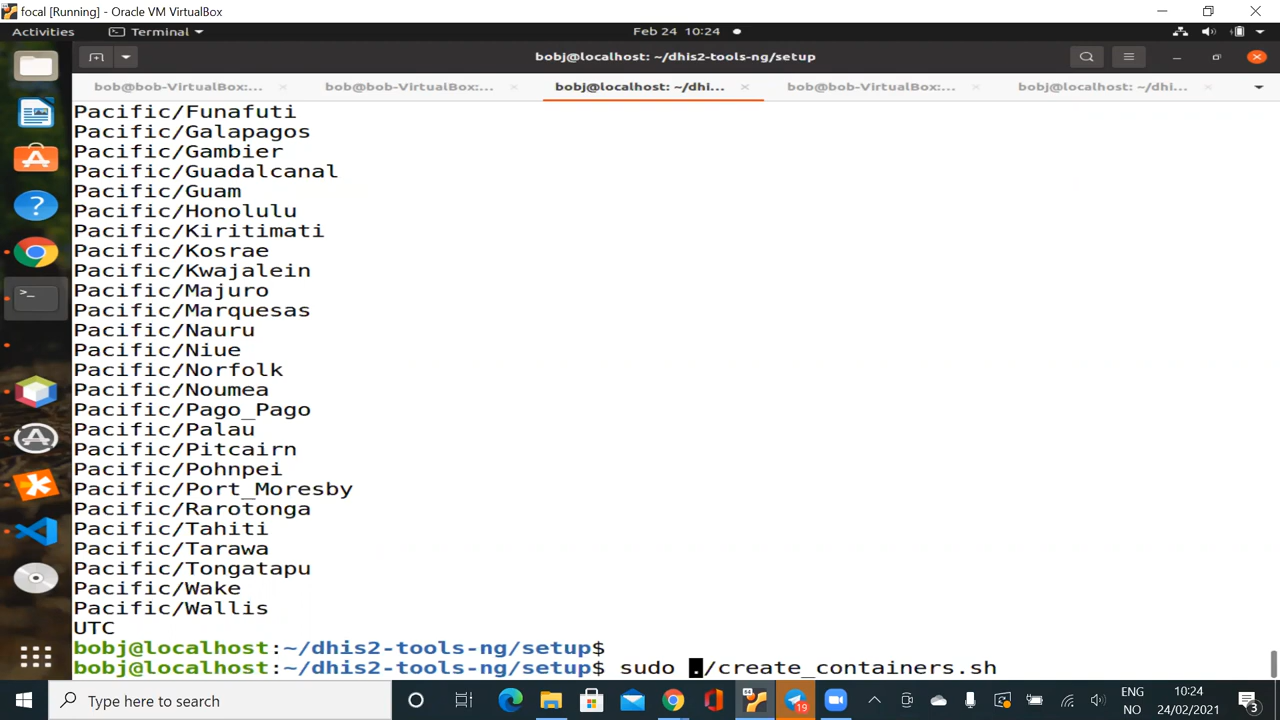 focal [Running] - Oracle VM VirtualBox
Activities Terminal Feb 24 10:24
bobj@localhost: ~/dhis2-tools-ng/setup
bob@bob-VirtualBox:... bob@bob-VirtualBox:... bobj@localhost: ~/dhi... bob@bob-VirtualBox:... bobj@localhost: ~/dhi...
Pacific/Funafuti
Pacific/Galapagos
Pacific/Gambier
Pacific/Guadalcanal
Pacific/Guam
Pacific/Honolulu
Pacific/Kiritimati
Pacific/Kosrae
Pacific/Kwajalein
Pacific/Majuro
Pacific/Marquesas
Pacific/Nauru
Pacific/Niue
Pacific/Norfolk
Pacific/Noumea
Pacific/Pago_Pago
Pacific/Palau
Pacific/Pitcairn
Pacific/Pohnpei
Pacific/Port_Moresby
Pacific/Rarotonga
Pacific/Tahiti
Pacific/Tarawa
Pacific/Tongatapu
Pacific/Wake
Pacific/Wallis
UTC
bobj@localhost:~/dhis2-tools-ng/setup$
bobj@localhost:~/dhis2-tools-ng/setup$ sudo ./create_containers.sh
Type here to search 19 ENG 10:24
NO 24/02/2021 3